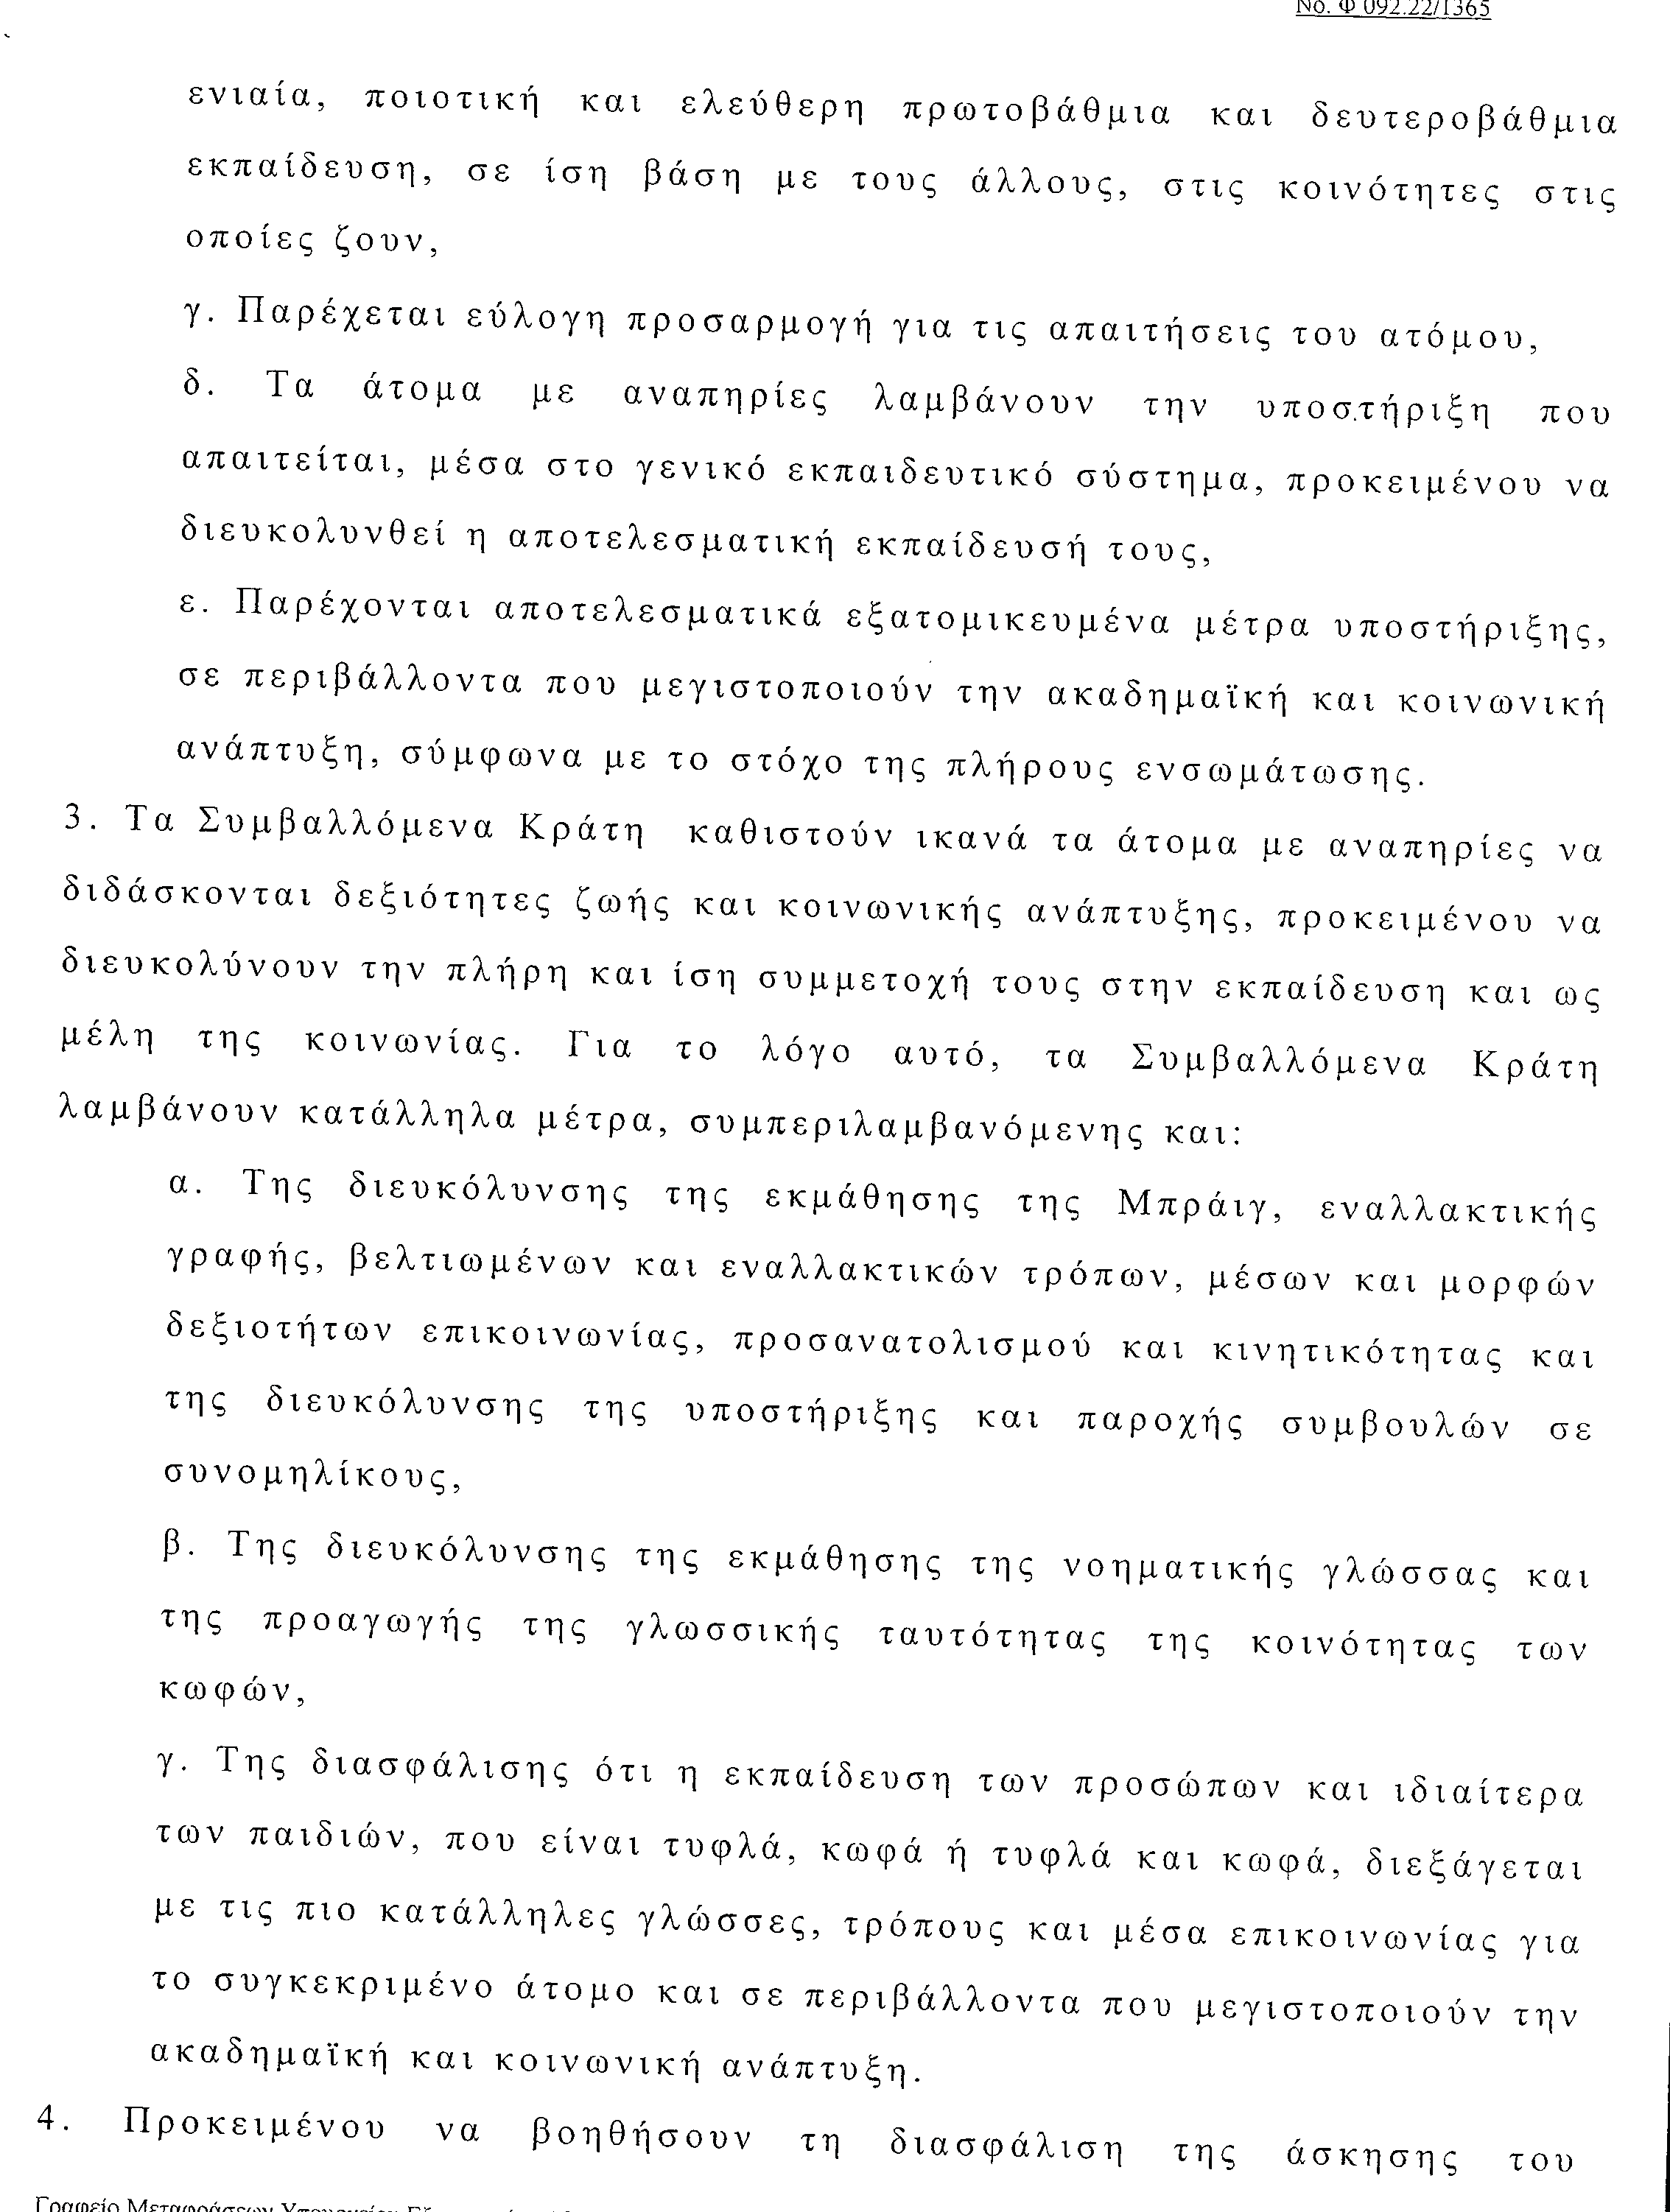 Νο. Φ 092.22/1365
ενιαία, ποιοτική και ελεύθερη πρωτοβάθμια και δευτεροβάθμια
εκπαίδευση, σε ίση βάση με τους άλλους, στις κοινότητες στις
οποίες ζουν,
γ. Παρέχεται εύλογη προσαρμογή για τις απαιτήσεις του ατόμου,
δ. Τα άτομα με αναπηρίες λαμβάνουν την υποστήριξη που
απαιτείται, μέσα στο γενικό εκπαιδευτικό σύστημα, προκειμένου να
διευκολυνθεί η αποτελεσματική εκπαίδευσή τους,
ε. Παρέχονται αποτελεσματικά εξατομικευμένα μέτρα υποστήριξης,
σε περιβάλλοντα που μεγιστοποιούν την ακαδημαϊκή και κοινωνική
ανάπτυξη, σύμφωνα με το στόχο της πλήρους ενσωμάτωσης.
3. Τα Συμβαλλόμενα Κράτη καθιστούν ικανά τα άτομα με αναπηρίες να
διδάσκονται δεξιότητες ζωής και κοινωνικής ανάπτυξης, προκειμένου να
διευκολύνουν την πλήρη και ίση συμμετοχή τους στην εκπαίδευση και ως
μέλη της κοινωνίας. Για το λόγο αυτό, τα Συμβαλλόμενα Κράτη
λαμβάνουν κατάλληλα μέτρα, συμπεριλαμβανόμενης και:
α. Της διευκόλυνσης της εκμάθησης της Μπράιγ, εναλλακτικής
γραφής, βελτιωμένων και εναλλακτικών τρόπων, μέσων και μορφών
δεξιοτήτων επικοινωνίας, προσανατολισμού και κινητικότητας και
της διευκόλυνσης της υποστήριξης και παροχής συμβουλών σε
συνομηλίκους,
β. Της διευκόλυνσης της εκμάθησης της νοηματικής γλώσσας και
της προαγωγής της γλωσσικής ταυτότητας της κοινότητας των
κωφών,
γ. Της διασφάλισης ότι η εκπαίδευση των προσώπων και ιδιαίτερα
των παιδιών, που είναι τυφλά, κωφά ή τυφλά και κωφά, διεξάγεται
με τις πιο κατάλληλες γλώσσες, τρόπους και μέσα επικοινωνίας για
το συγκεκριμένο άτομο και σε περιβάλλοντα που μεγιστοποιούν την
ακαδημαϊκή και κοινωνική ανάπτυξη.
4. Προκειμένου να βοηθήσουν τη διασφάλιση της άσκησης του
Γραφείο Μεταφράσεων